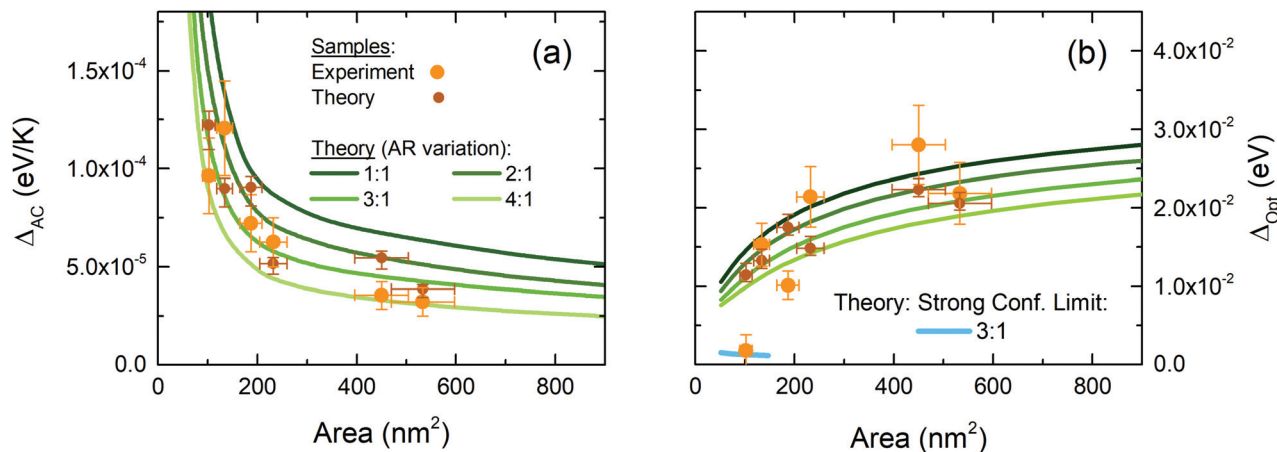 (a)
Samples:
Experiment
Theory
Theory (AR variation):
1:1 2:1
3:1 4:1
1.5x10⁻⁴
1.0x10⁻⁴
5.0x10⁻⁵
0.0
Δ_AC (eV/K)
0 200 400 600 800
Area (nm²)
(b)
Theory: Strong Conf. Limit:
3:1
4.0x10⁻²
3.0x10⁻²
2.0x10⁻²
1.0x10⁻²
0.0
Δ_Opt (eV)
0 200 400 600 800
Area (nm²)